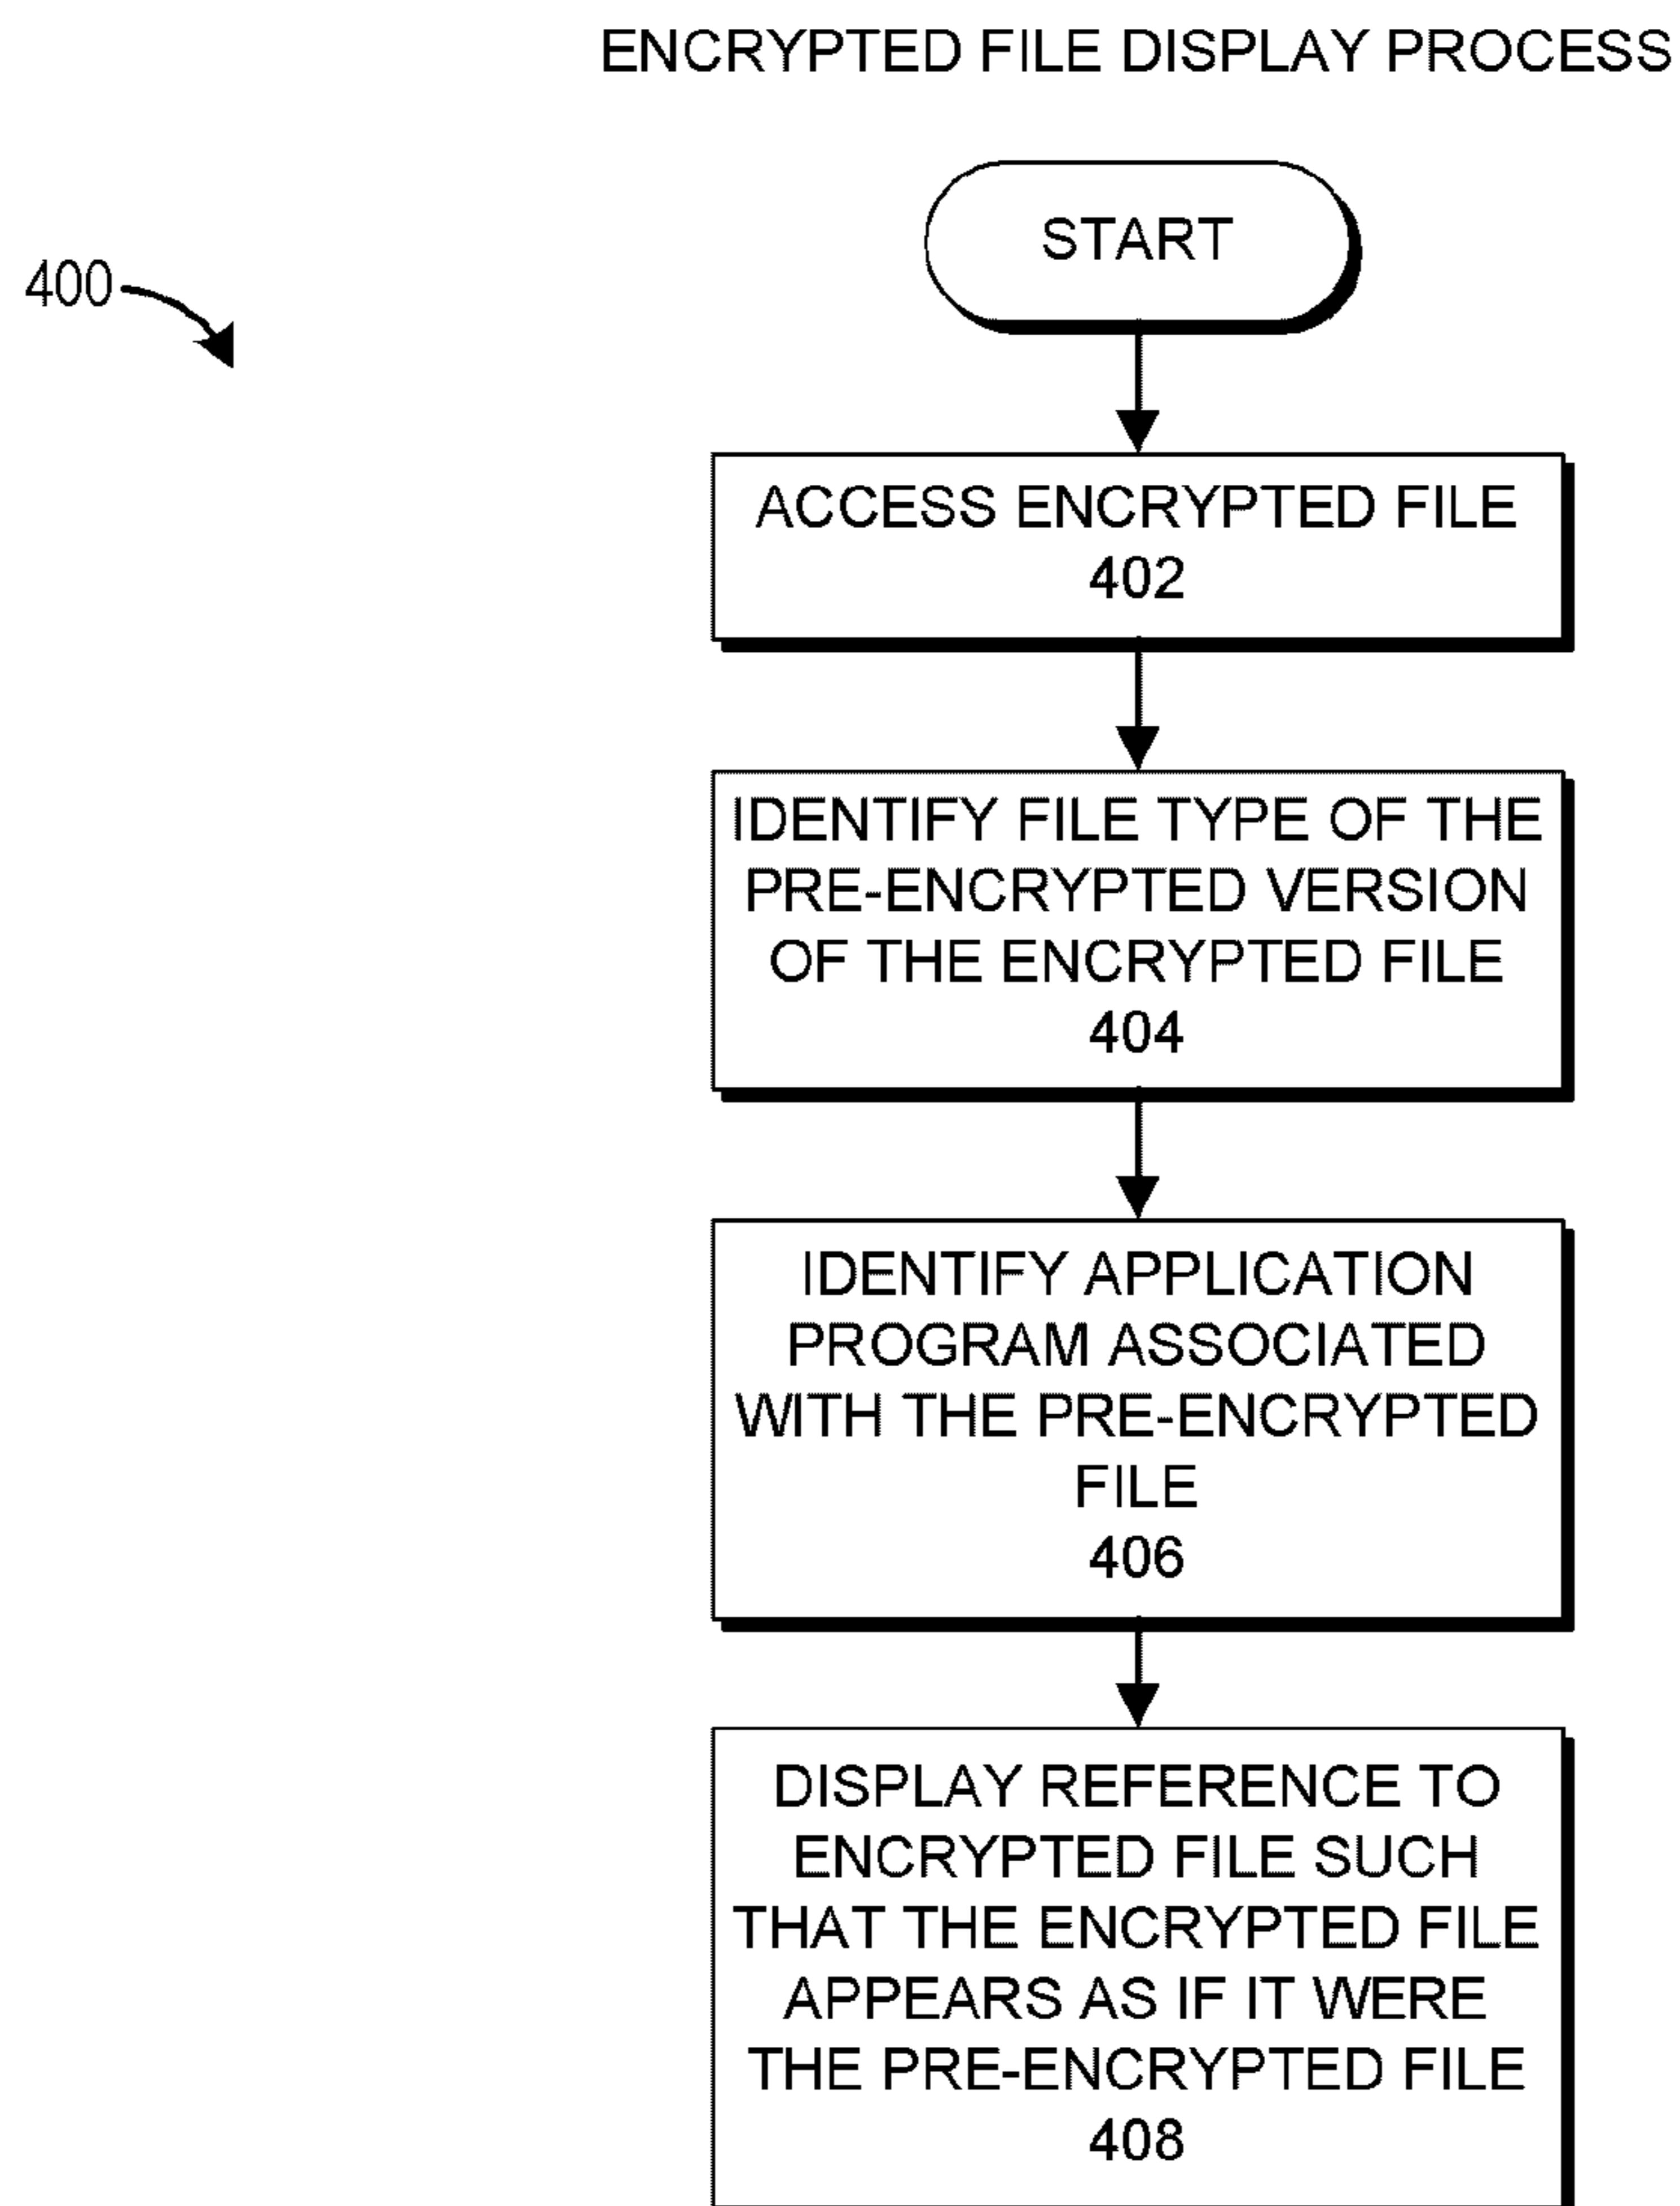 ENCRYPTED FILE DISPLAY PROCESS
START
400
ACCESS ENCRYPTED FILE
402
IDENTIFY FILE TYPE OF THE
PRE-ENCRYPTED VERSION
OF THE ENCRYPTED FILE
404
IDENTIFY APPLICATION
PROGRAM ASSOCIATED
WITH THE PRE-ENCRYPTED
FILE
406
DISPLAY REFERENCE TO
ENCRYPTED FILE SUCH
THAT THE ENCRYPTED FILE
APPEARS AS IF IT WERE
THE PRE-ENCRYPTED FILE
408